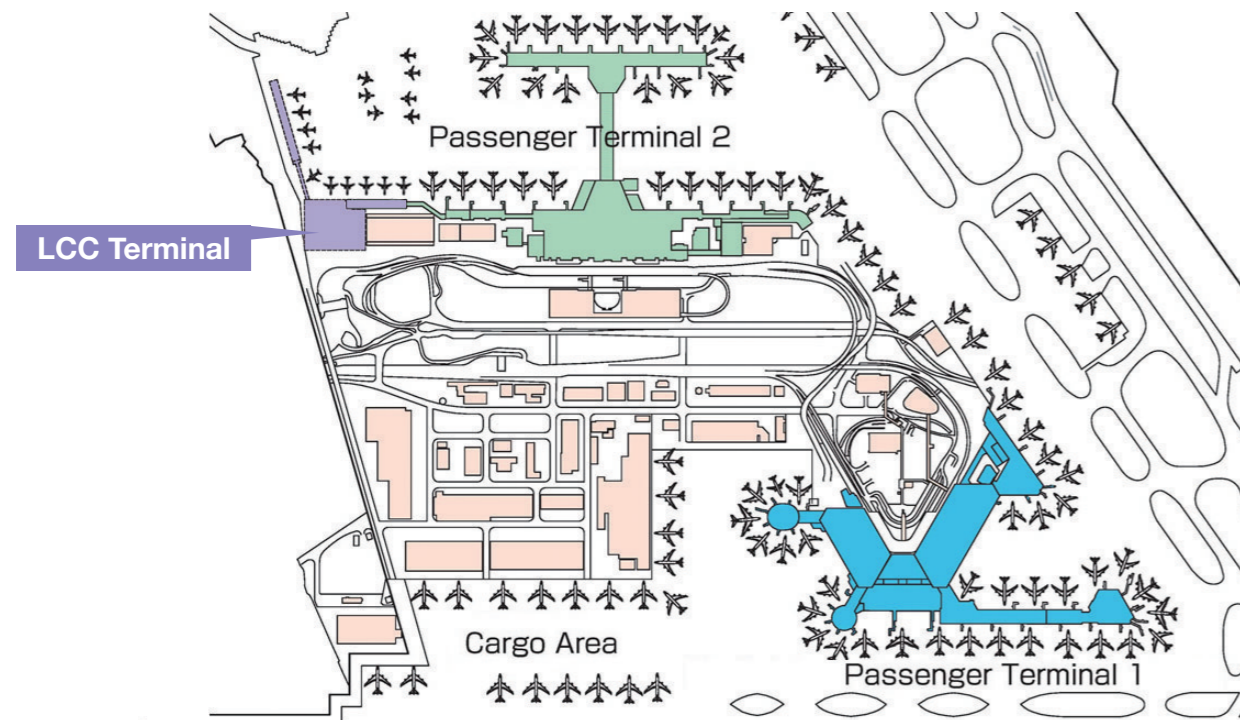 Passenger Terminal 2
LCC Terminal
Cargo Area
Passenger Terminal 1